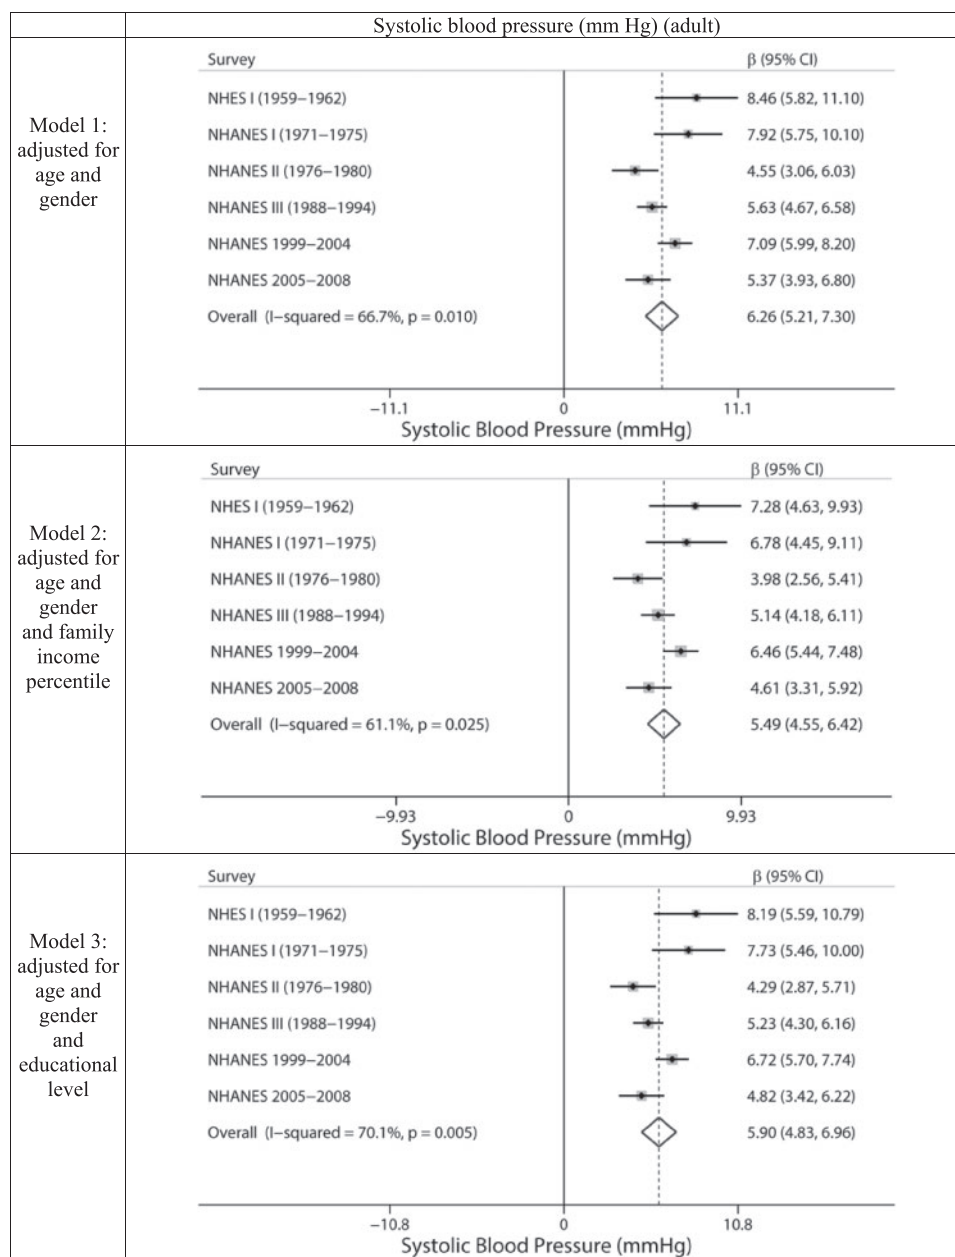 Systolic blood pressure (mm Hg) (adult)
Model 1:
adjusted for
age and
gender
Survey β (95% CI)
NHES I (1959−1962) 8.46 (5.82, 11.10)
NHANES I (1971−1975) 7.92 (5.75, 10.10)
NHANES II (1976−1980) 4.55 (3.06, 6.03)
NHANES III (1988−1994) 5.63 (4.67, 6.58)
NHANES 1999−2004 7.09 (5.99, 8.20)
NHANES 2005−2008 5.37 (3.93, 6.80)
Overall (I−squared = 66.7%, p = 0.010) 6.26 (5.21, 7.30)
−11.1 0 11.1
Systolic Blood Pressure (mmHg)
Model 2:
adjusted for
age and
gender
and family
income
percentile
Survey β (95% CI)
NHES I (1959−1962) 7.28 (4.63, 9.93)
NHANES I (1971−1975) 6.78 (4.45, 9.11)
NHANES II (1976−1980) 3.98 (2.56, 5.41)
NHANES III (1988−1994) 5.14 (4.18, 6.11)
NHANES 1999−2004 6.46 (5.44, 7.48)
NHANES 2005−2008 4.61 (3.31, 5.92)
Overall (I−squared = 61.1%, p = 0.025) 5.49 (4.55, 6.42)
−9.93 0 9.93
Systolic Blood Pressure (mmHg)
Model 3:
adjusted for
age and
gender
and
educational
level
Survey β (95% CI)
NHES I (1959−1962) 8.19 (5.59, 10.79)
NHANES I (1971−1975) 7.73 (5.46, 10.00)
NHANES II (1976−1980) 4.29 (2.87, 5.71)
NHANES III (1988−1994) 5.23 (4.30, 6.16)
NHANES 1999−2004 6.72 (5.70, 7.74)
NHANES 2005−2008 4.82 (3.42, 6.22)
Overall (I−squared = 70.1%, p = 0.005) 5.90 (4.83, 6.96)
−10.8 0 10.8
Systolic Blood Pressure (mmHg)